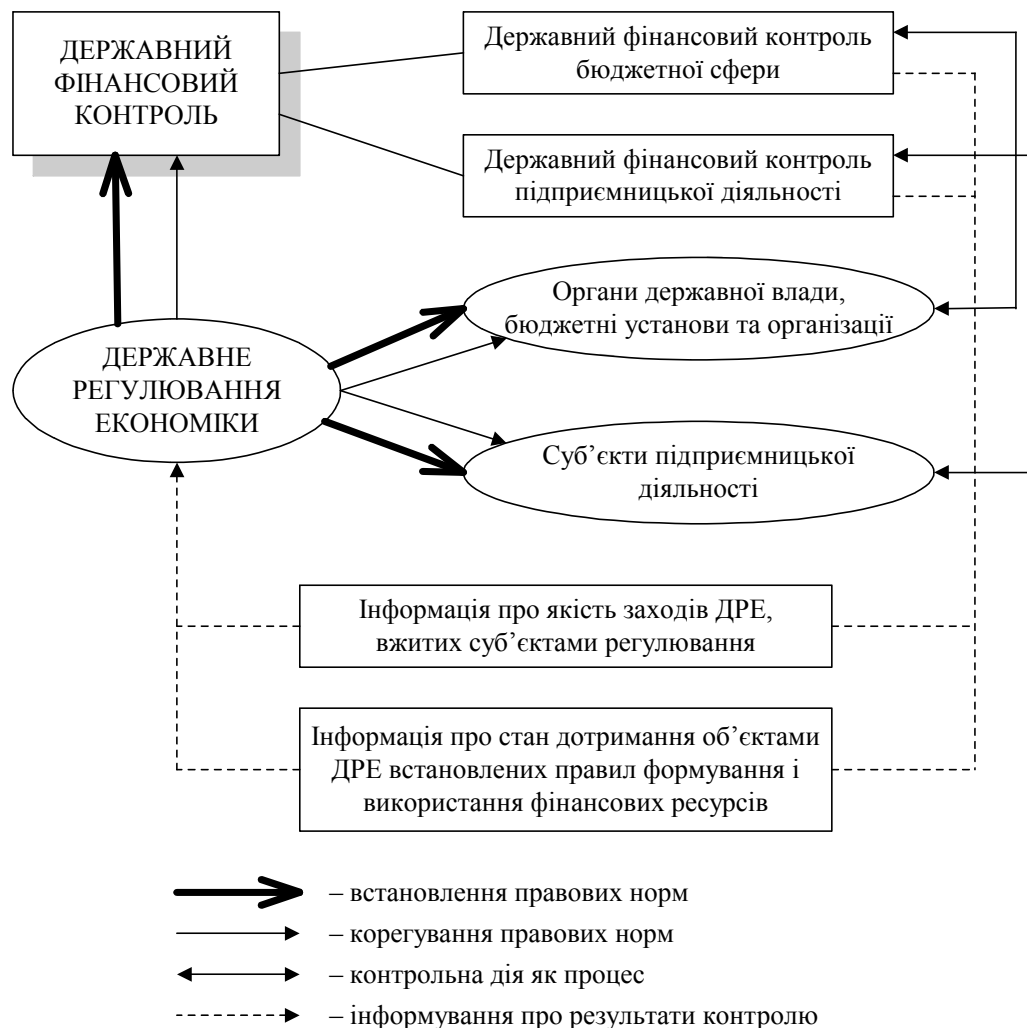 ДЕРЖАВНИЙ
ФІНАНСОВИЙ
КОНТРОЛЬ
Державний фінансовий контроль
бюджетної сфери
Державний фінансовий контроль
підприємницької діяльності
Органи державної влади,
бюджетні установи та організації
ДЕРЖАВНЕ
РЕГУЛЮВАННЯ
ЕКОНОМІКИ
Суб’єкти підприємницької
діяльності
Інформація про якість заходів ДРЕ,
вжитих суб’єктами регулювання
Інформація про стан дотримання об’єктами
ДРЕ встановлених правил формування і
використання фінансових ресурсів
– встановлення правових норм
– корегування правових норм
– контрольна дія як процес
– інформування про результати контролю